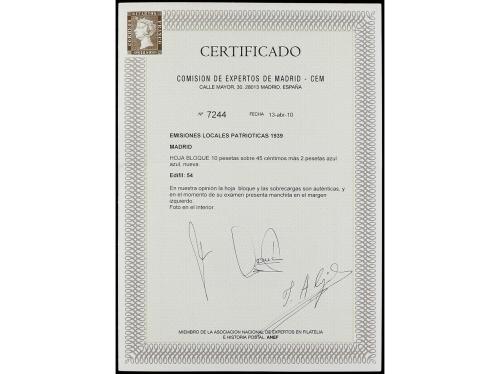 CERTIFICADO
COMISION DE EXPERTOS DE MADRID - CEM
CALLE MAYOR, 30. 28013 MADRID. ESPAÑA
Nº 7244 FECHA 13-abr-10
EMISIONES LOCALES PATRIOTICAS 1939
MADRID
HOJA BLOQUE 10 pesetas sobre 45 céntimos más 2 pesetas azul
azul, nueva.
Edifil: 54
En nuestra opinión la hoja bloque y las sobrecargas son auténticas, y
en el momento de su examen presenta manchita en el margen
izquierdo.
Foto en el interior.
MIEMBRO DE LA ASOCIACION NACIONAL DE EXPERTOS EN FILATELIA
E HISTORIA POSTAL. ANEF